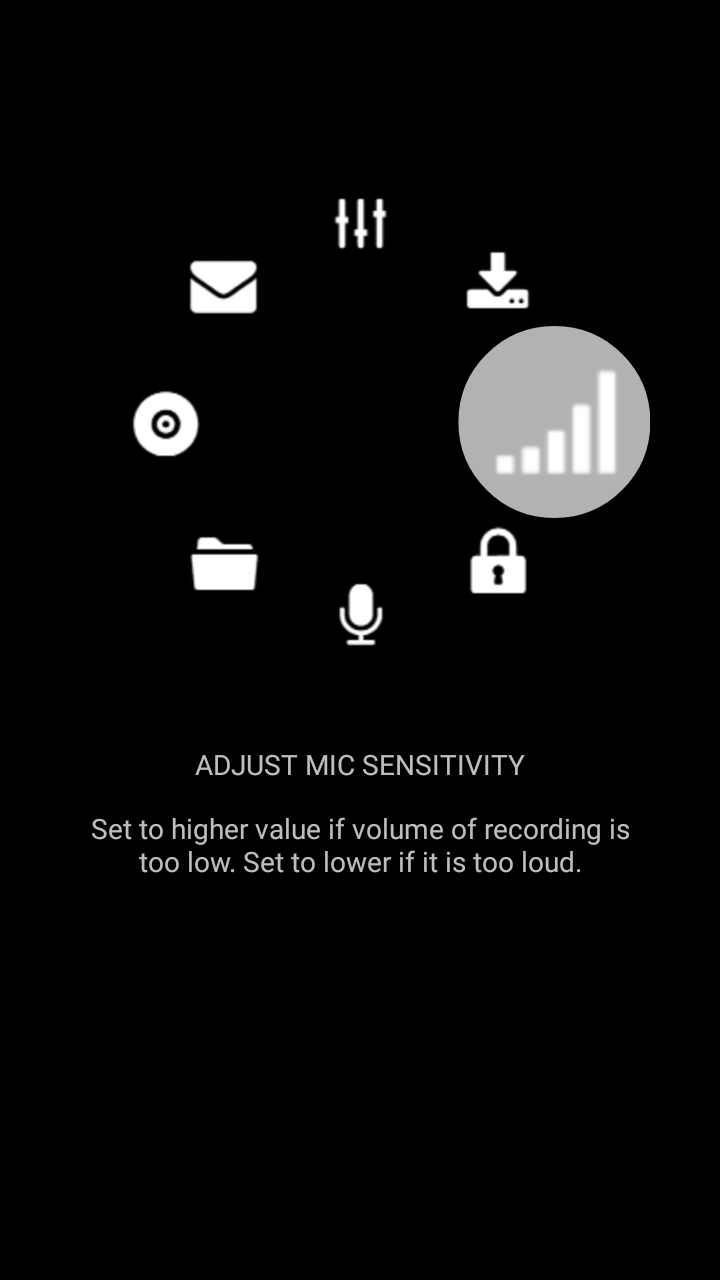 ADJUST MIC SENSITIVITY
Set to higher value if volume of recording is
too low. Set to lower if it is too loud.